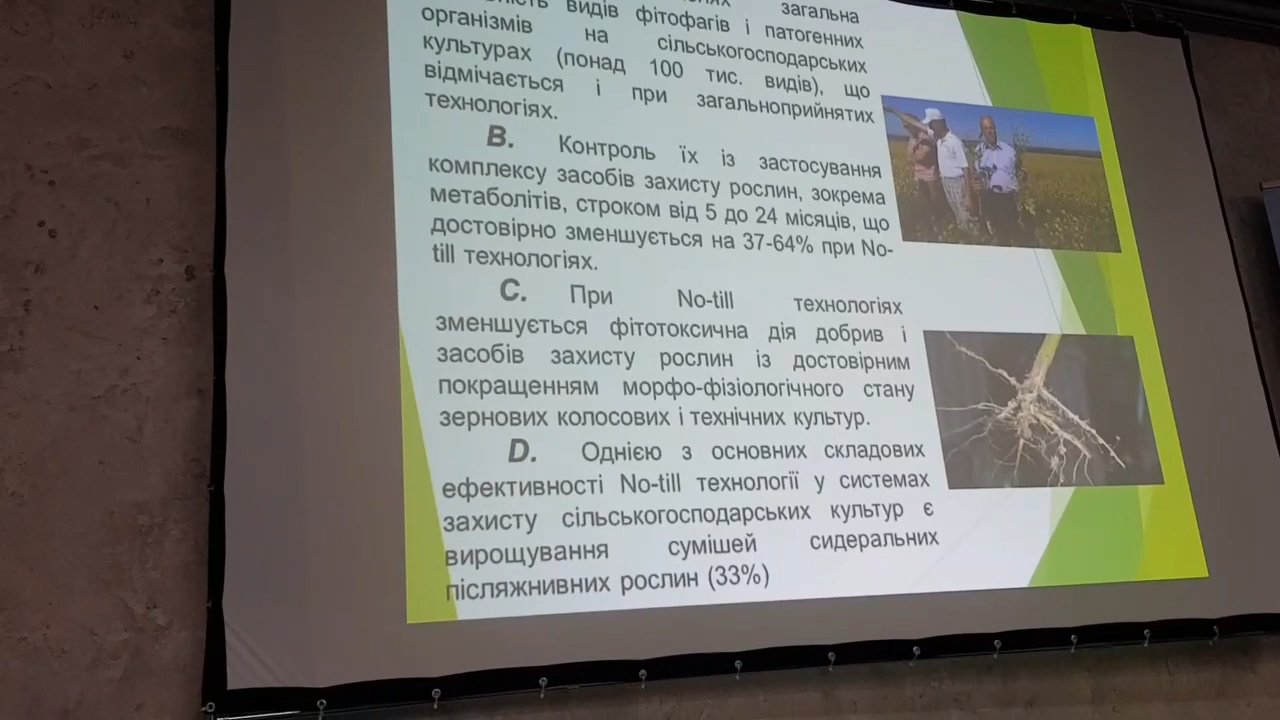 загальна
видів фітофагів і патогенних
організмів на сільськогосподарських
культурах (понад 100 тис. видів), що
відмічається і при загальноприйнятих
технологіях.
B. Контроль їх із застосування
комплексу засобів захисту рослин, зокрема
метаболітів, строком від 5 до 24 місяців, що
достовірно зменшується на 37-64% при No-
till технологіях.
C. При No-till технологіях
зменшується фітотоксична дія добрив і
засобів захисту рослин із достовірним
покращенням морфо-фізіологічного стану
зернових колосових і технічних культур.
D. Однією з основних складових
ефективності No-till технології у системах
захисту сільськогосподарських культур є
вирощування сумішей сидеральних
післяжнивних рослин (33%)